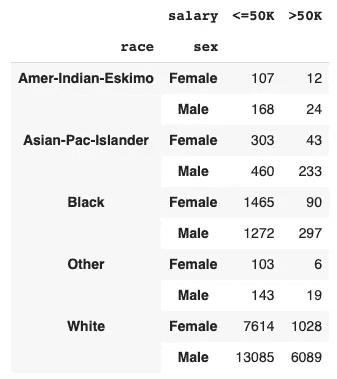 salary <=50K >50K
race sex
Amer-Indian-Eskimo Female 107 12
Male 168 24
Asian-Pac-Islander Female 303 43
Male 460 233
Black Female 1465 90
Male 1272 297
Other Female 103 6
Male 143 19
White Female 7614 1028
Male 13085 6089